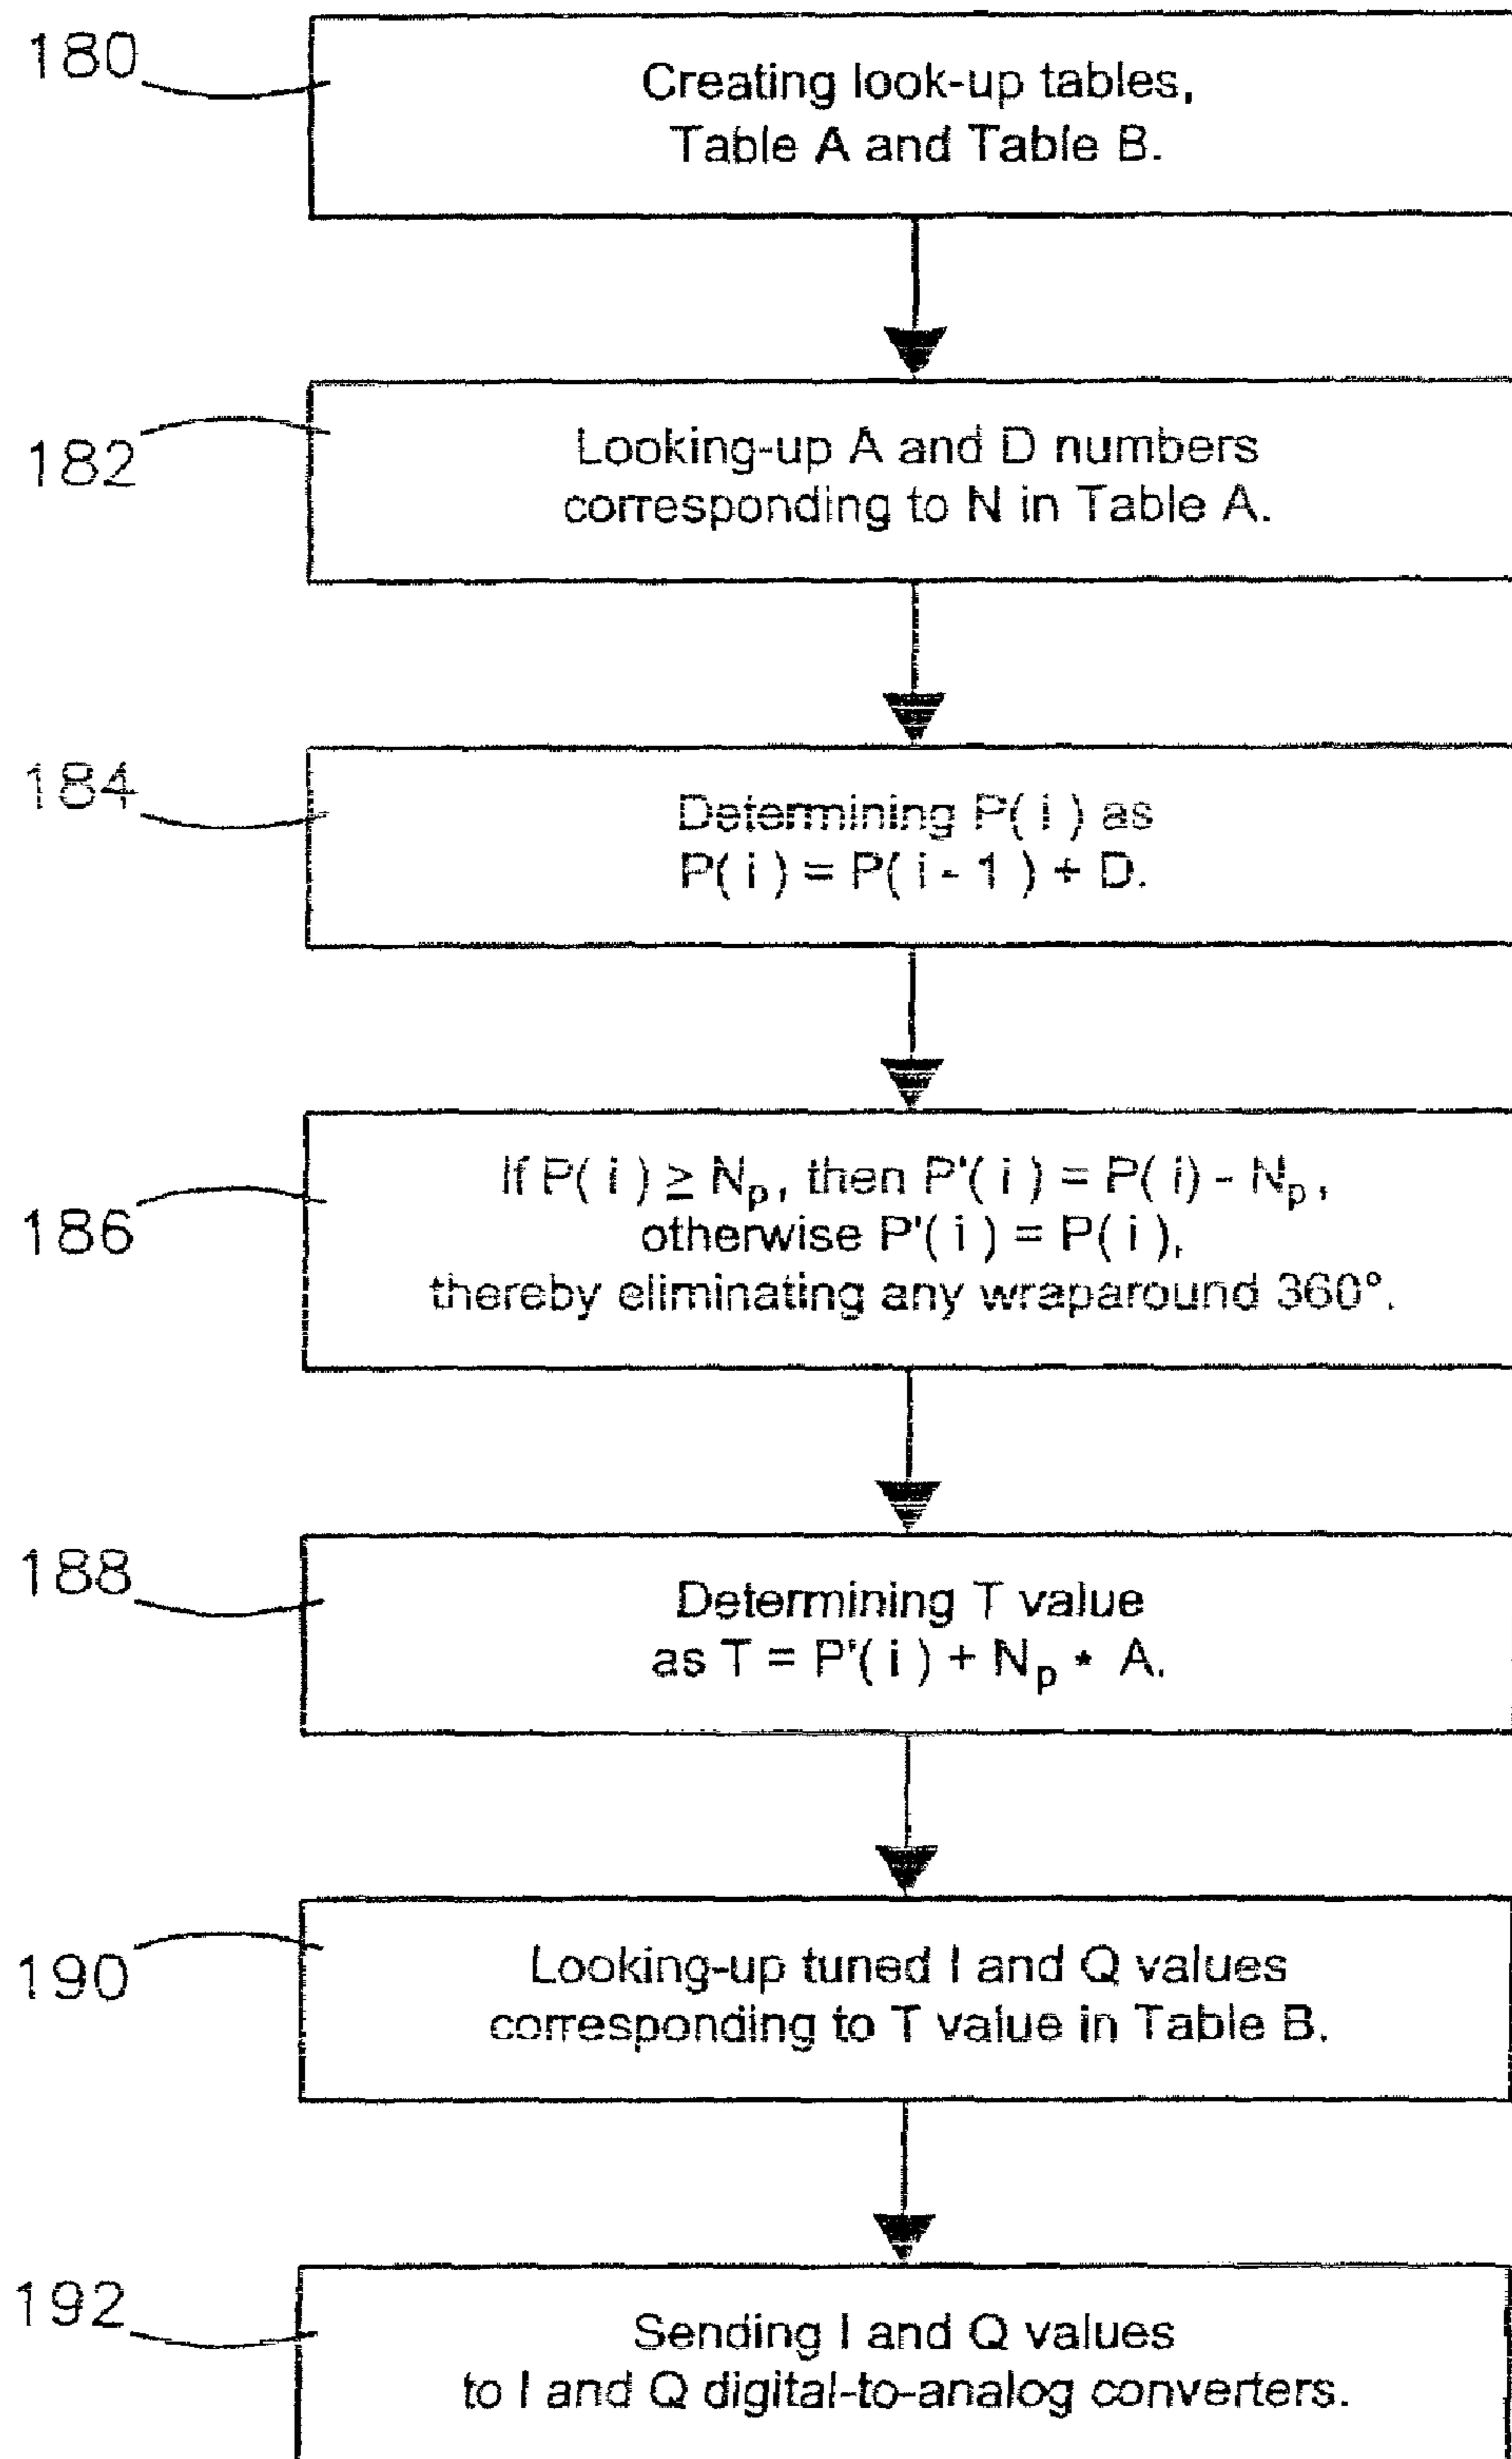 180
Creating look-up tables,
Table A and Table B.
182
Looking-up A and D numbers
corresponding to N in Table A.
184
Determining P( i ) as
P( i ) = P( i - 1 ) + D.
186
If P( i ) ≥ Nₚ, then P'( i ) = P( i) - Nₚ,
otherwise P'( i ) = P( i ),
thereby eliminating any wraparound 360°.
188
Determining T value
as T = P'( i ) + Nₚ * A.
190
Looking-up tuned I and Q values
corresponding to T value in Table B.
192
Sending I and Q values
to I and Q digital-to-analog converters.